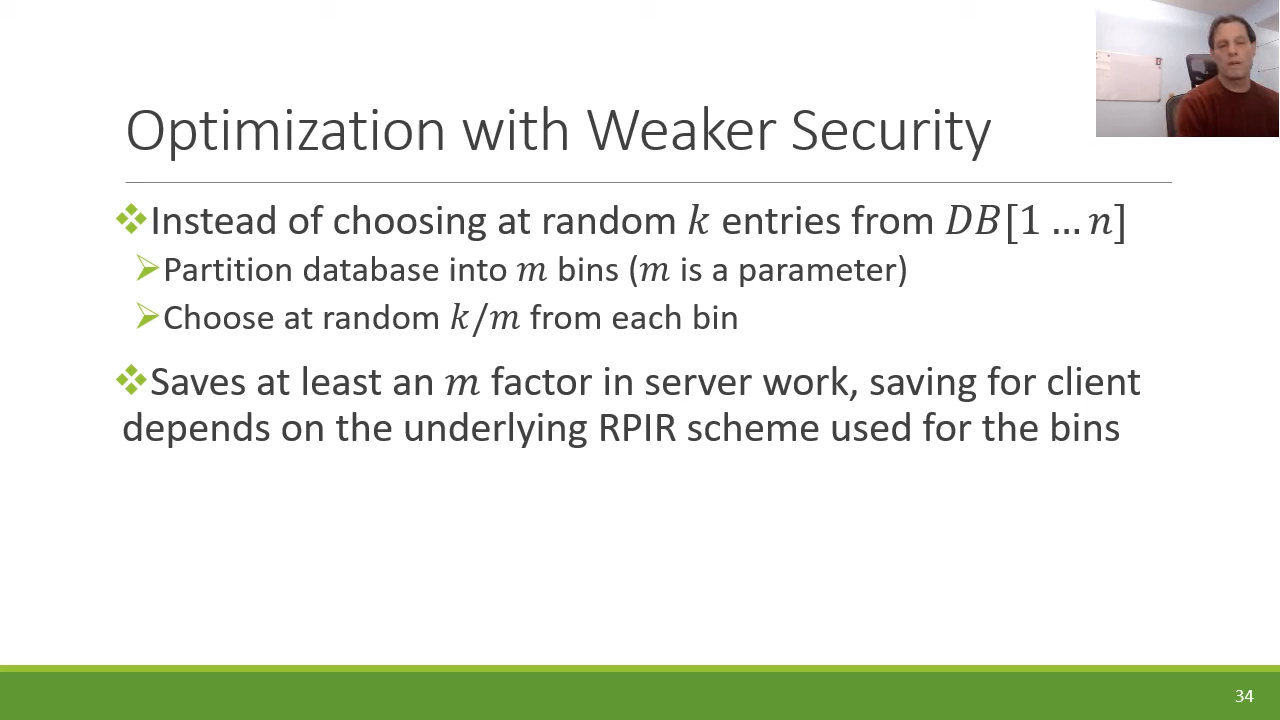 Optimization with Weaker Security
Instead of choosing at random k entries from DB[1 … n]
Partition database into m bins (m is a parameter)
Choose at random k/m from each bin
Saves at least an m factor in server work, saving for client
depends on the underlying RPIR scheme used for the bins
34